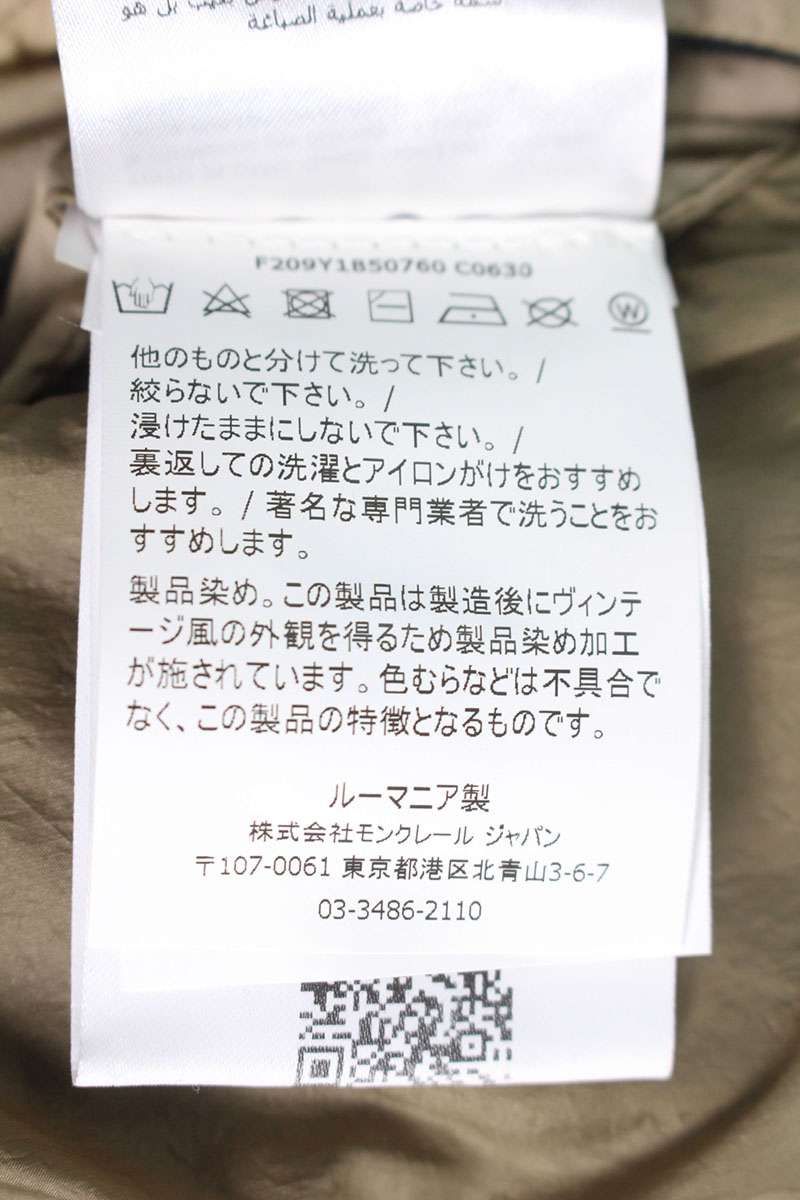 خاصة بعملية الصباغة
F209Y1B50760 C0630
W
他のものと分けて洗って下さい。/
絞らないで下さい。/
浸けたままにしないで下さい。/
裏返しての洗濯とアイロンがけをおすすめ
します。/ 著名な専門業者で洗うことをお
すすめします。
製品染め。この製品は製造後にヴィンテ
ージ風の外観を得るため製品染め加工
が施されています。色むらなどは不具合で
なく、この製品の特徴となるものです。
ルーマニア製
株式会社モンクレール ジャパン
〒107-0061 東京都港区北青山3-6-7
03-3486-2110